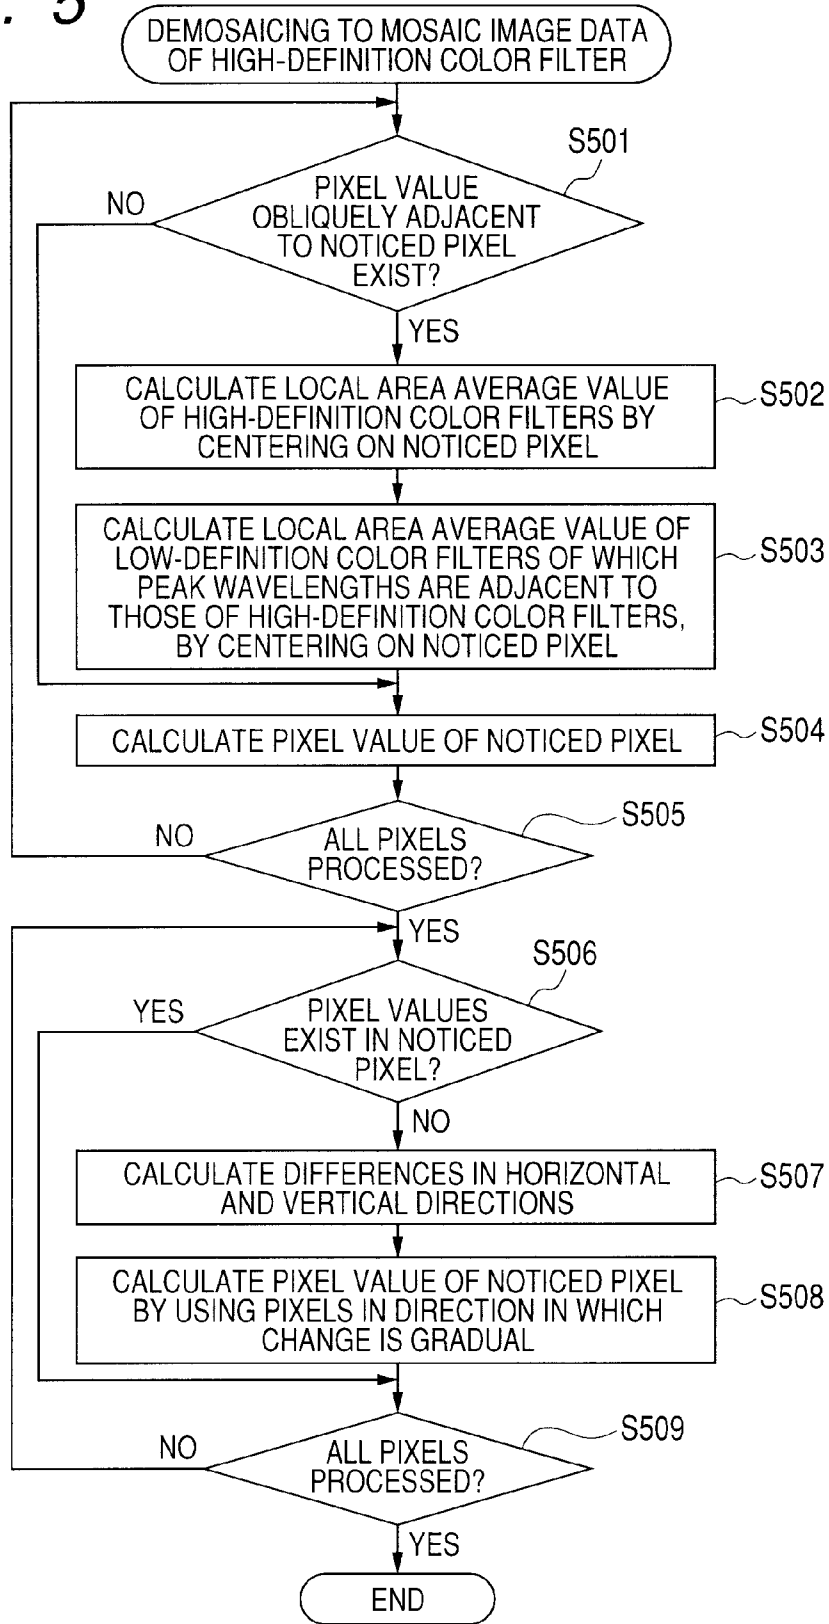 . 5
DEMOSAICING TO MOSAIC IMAGE DATA
OF HIGH-DEFINITION COLOR FILTER
S501
NO
PIXEL VALUE
OBLIQUELY ADJACENT
TO NOTICED PIXEL
EXIST?
YES
CALCULATE LOCAL AREA AVERAGE VALUE
OF HIGH-DEFINITION COLOR FILTERS BY
CENTERING ON NOTICED PIXEL
S502
CALCULATE LOCAL AREA AVERAGE VALUE OF
LOW-DEFINITION COLOR FILTERS OF WHICH
PEAK WAVELENGTHS ARE ADJACENT TO
THOSE OF HIGH-DEFINITION COLOR FILTERS,
BY CENTERING ON NOTICED PIXEL
S503
CALCULATE PIXEL VALUE OF NOTICED PIXEL
S504
S505
NO
ALL PIXELS
PROCESSED?
YES
S506
YES
PIXEL VALUES
EXIST IN NOTICED
PIXEL?
NO
CALCULATE DIFFERENCES IN HORIZONTAL
AND VERTICAL DIRECTIONS
S507
CALCULATE PIXEL VALUE OF NOTICED PIXEL
BY USING PIXELS IN DIRECTION IN WHICH
CHANGE IS GRADUAL
S508
S509
NO
ALL PIXELS
PROCESSED?
YES
END